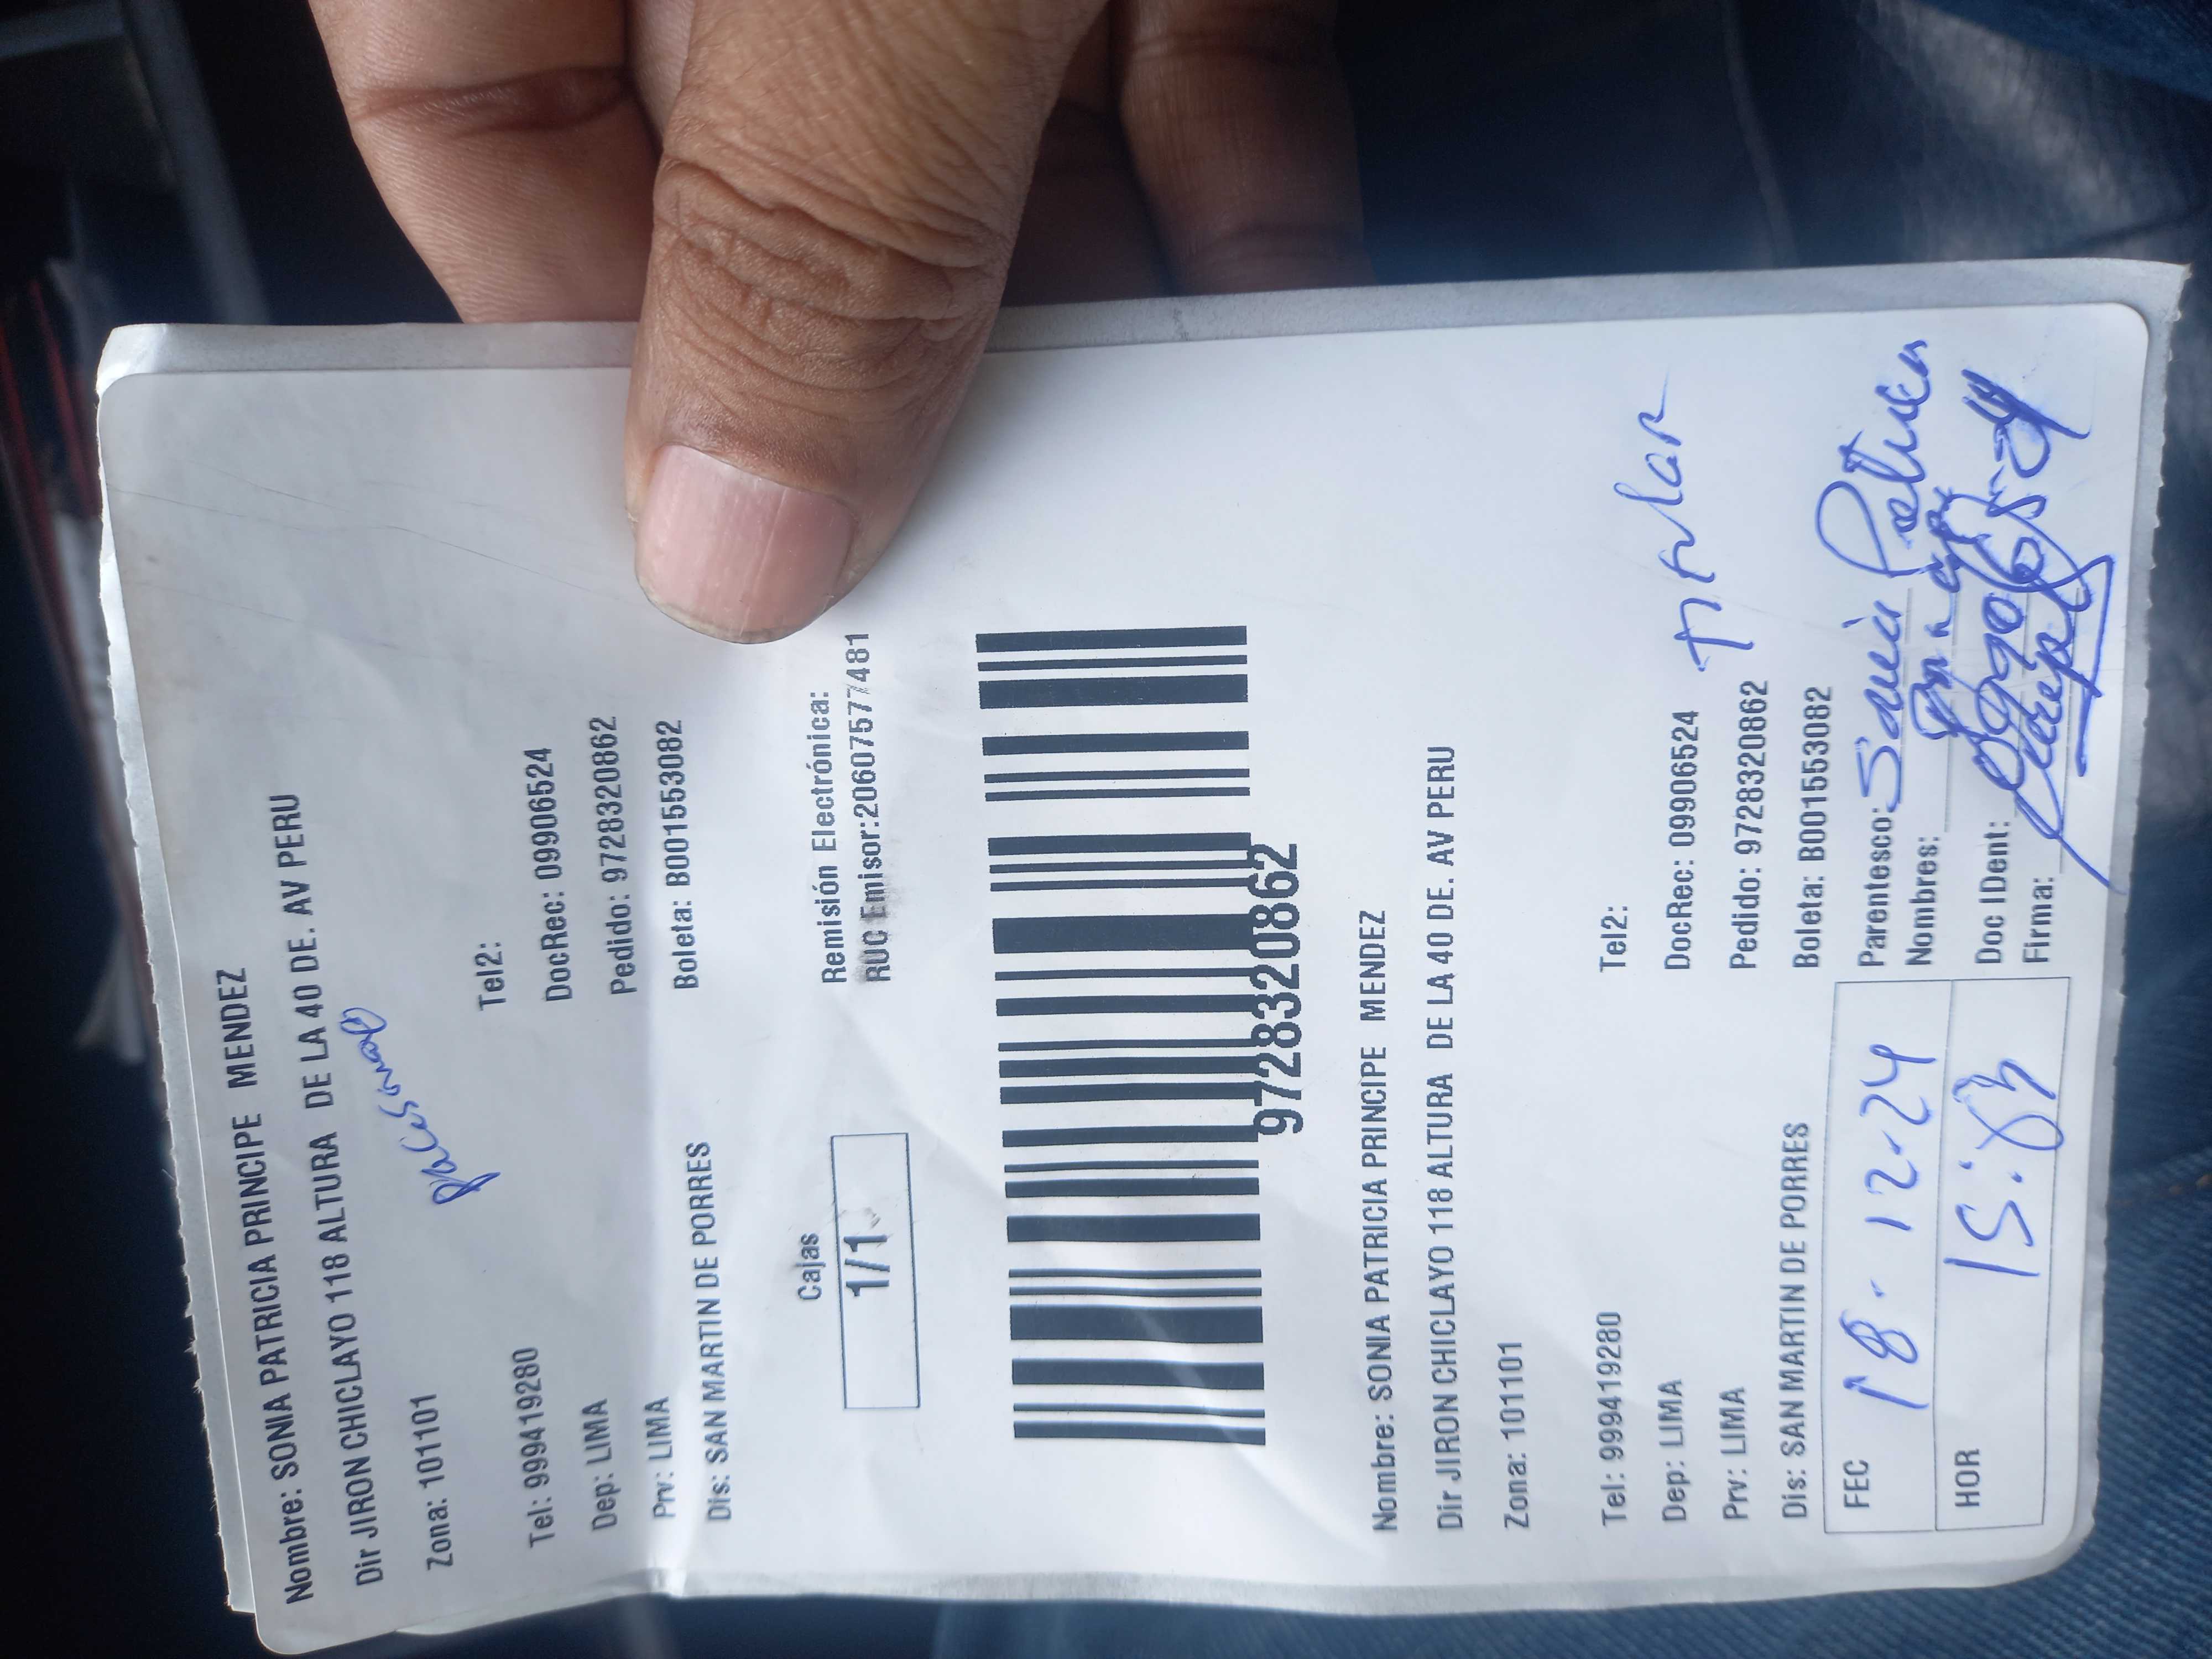 Nombre: SONIA PATRICIA PRINCIPE MENDEZ
Dir JIRON CHICLAYO 118 ALTURA DE LA 40 DE. AV PERU
Zona: 101101
Tel: 999419280 Tel2:
Dep: LIMA DocRec: 09906524
Prv: LIMA Pedido: 9728320862
Dis: SAN MARTIN DE PORRES Boleta: B001553082
Cajas Remisión Electrónica:
1/1 RUC Emisor:20607577481
9728320862
Nombre: SONIA PATRICIA PRINCIPE MENDEZ
Dir JIRON CHICLAYO 118 ALTURA DE LA 40 DE. AV PERU
Zona: 101101
Tel: 999419280 Tel2:
Dep: LIMA DocRec: 09906524 Titular
Prv: LIMA Pedido: 9728320862
Dis: SAN MARTIN DE PORRES Boleta: B001553082
FEC 18-12-24 Parentesco: Sonia Patricia
Nombres:
HOR Doc IDent: 09906524
Firma: